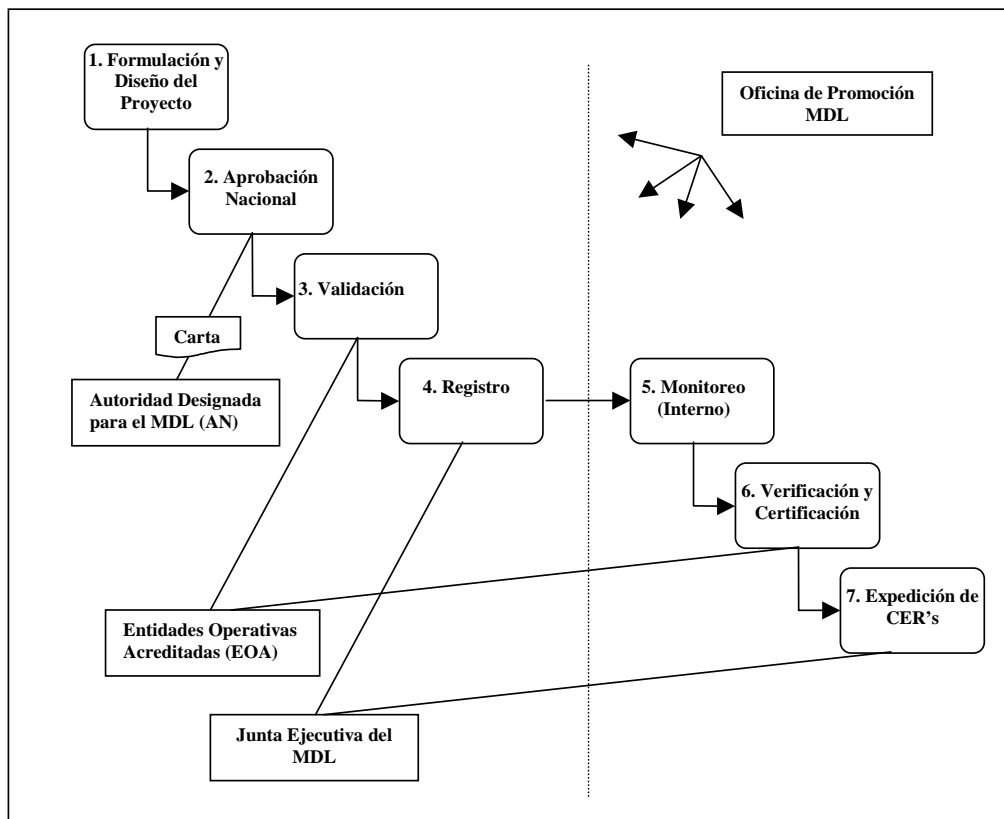 1. Formulación y
Diseño del
Proyecto
Oficina de Promoción
MDL
2. Aprobación
Nacional
3. Validación
Carta
Autoridad Designada
para el MDL (AN)
4. Registro
5. Monitoreo
(Interno)
6. Verificación y
Certificación
7. Expedición de
CER's
Entidades Operativas
Acreditadas (EOA)
Junta Ejecutiva del
MDL